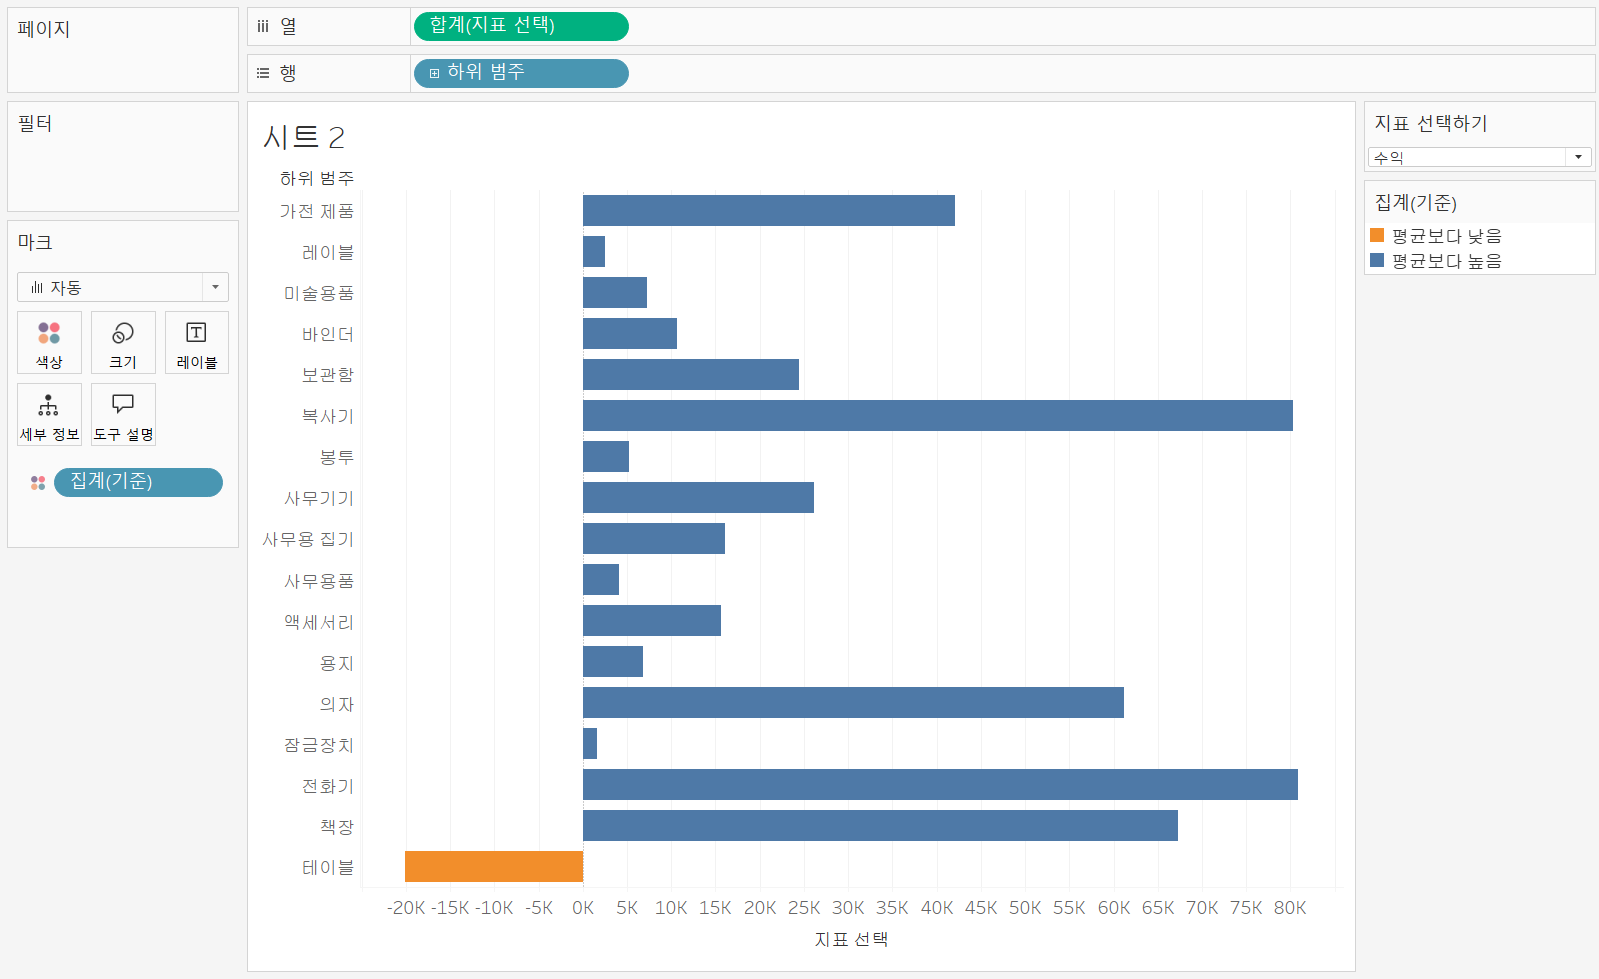 페이지
열
합계(지표 선택)
행
하위 범주
필터
마크
자동
색상
크기
레이블
세부 정보
도구 설명
집계(기준)
시트 2
하위 범주
가전 제품
레이블
미술용품
바인더
보관함
복사기
봉투
사무기기
사무용 집기
사무용품
액세서리
용지
의자
잠금장치
전화기
책장
테이블
-20K -15K -10K -5K 0K 5K 10K 15K 20K 25K 30K 35K 40K 45K 50K 55K 60K 65K 70K 75K 80K
지표 선택
지표 선택하기
수익
집계(기준)
평균보다 낮음
평균보다 높음